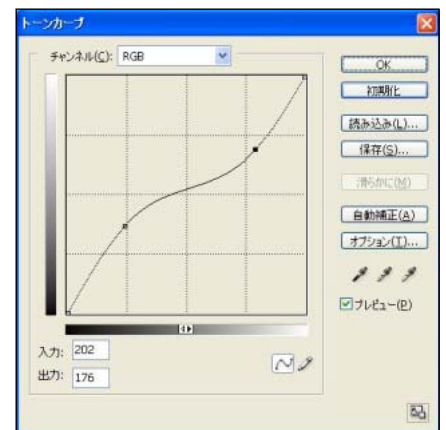 トーンカーブ
チャンネル(C): RGB
OK
初期化
読み込み(L)...
保存(S)...
滑らかに(M)
自動補正(A)
オプション(T)...
プレビュー(P)
入力: 202
出力: 176